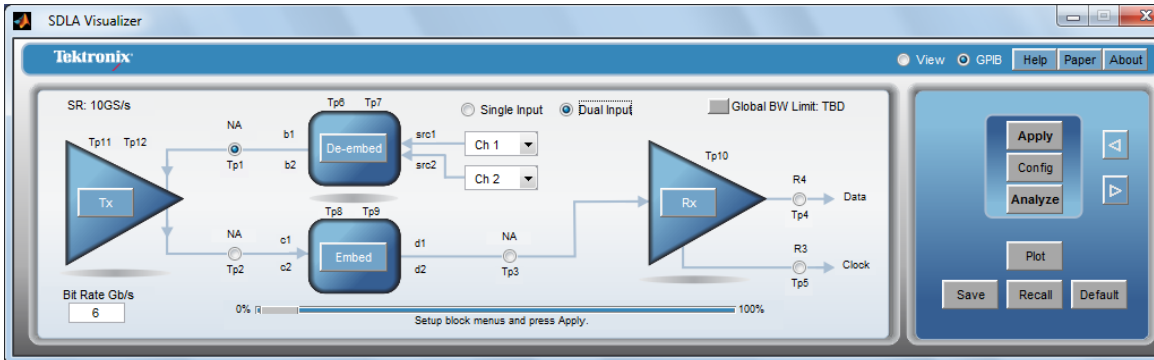 SDLA Visualizer
Tektronix
View GPIB Help Paper About
SR: 10GS/s
Tp6 Tp7
Single Input Dual Input
Global BW Limit: TBD
Tp11 Tp12
NA
b1
De-embed
src1
Ch 1
Tp1
b2
src2
Ch 2
Tp10
Tx
Rx
R4
Data
Tp4
Tp8 Tp9
NA
c1
Embed
d1
NA
Tp2
c2
d2
Tp3
R3
Clock
Tp5
Bit Rate Gb/s
6
0% 100%
Setup block menus and press Apply.
Apply
Config
Analyze
Plot
Save Recall Default